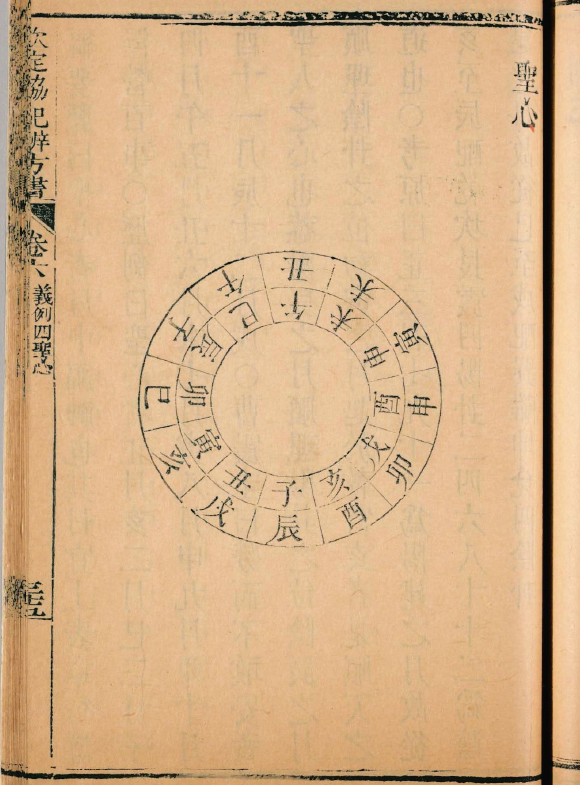 聖心
丑未寅申卯酉辰戌亥巳子午
午未申酉戌亥子丑寅卯辰巳
欽定協紀辨方書
卷六
義例四聖心